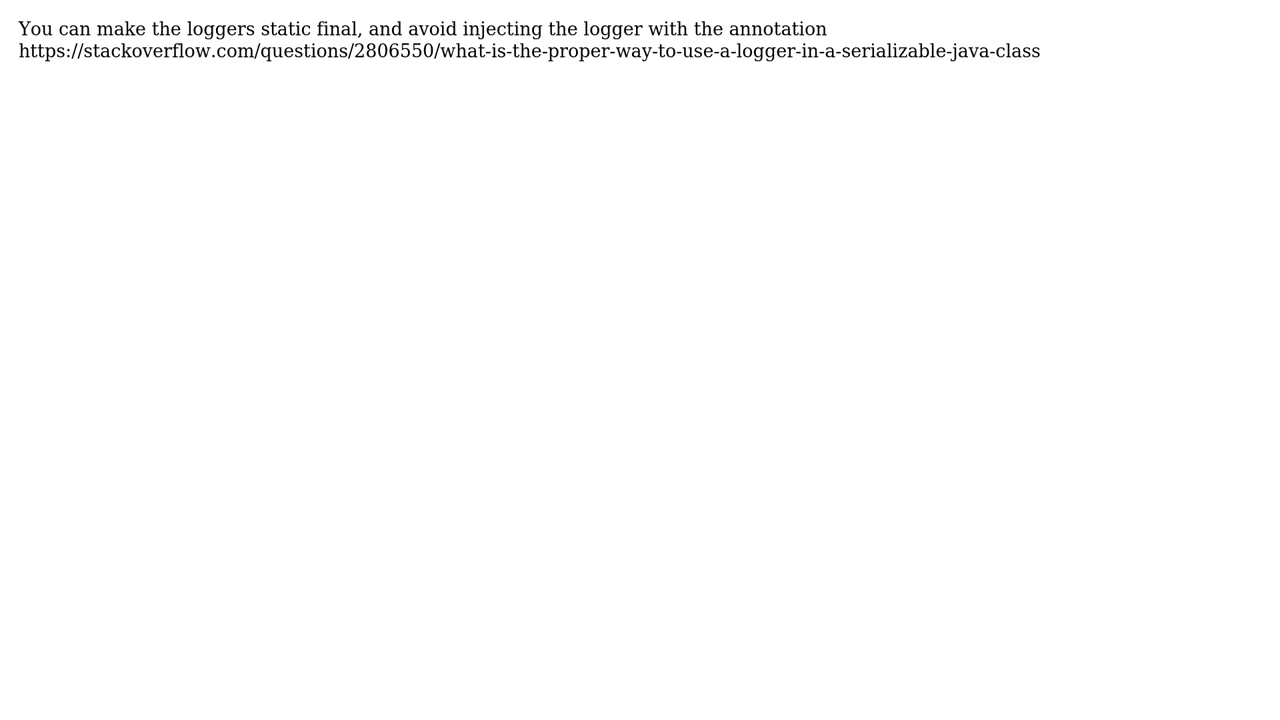 You can make the loggers static final, and avoid injecting the logger with the annotation
https://stackoverflow.com/questions/2806550/what-is-the-proper-way-to-use-a-logger-in-a-serializable-java-class